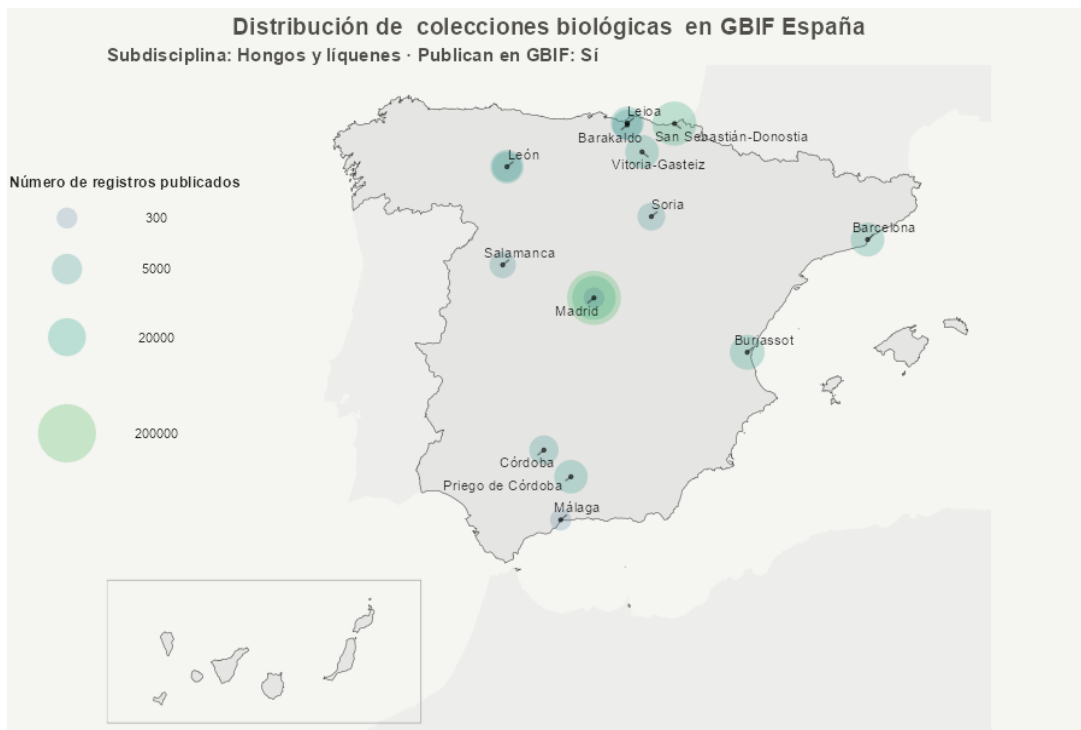 Distribución de colecciones biológicas en GBIF España
Subdisciplina: Hongos y líquenes · Publican en GBIF: Sí
Leioa
Barakaldo
San Sebastián-Donostia
León
Vitoria-Gasteiz
Número de registros publicados
300
5000
20000
200000
Soria
Barcelona
Salamanca
Madrid
Burjassot
Córdoba
Priego de Córdoba
Málaga